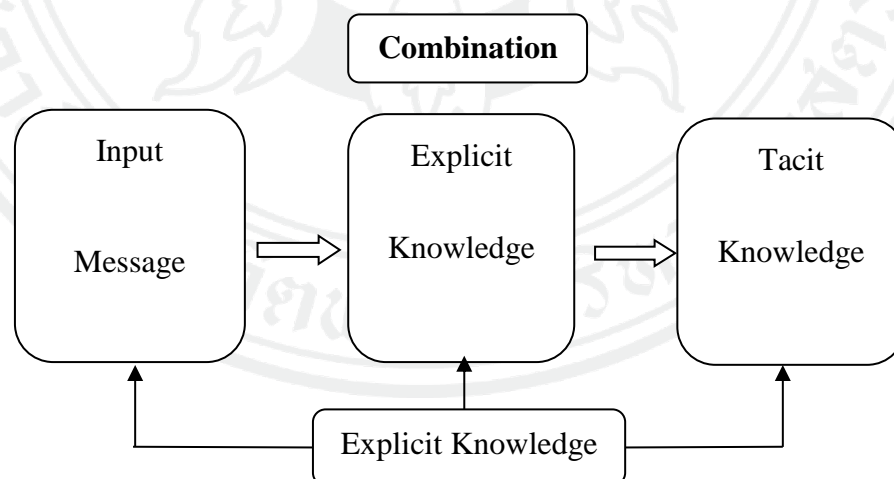 Combination
Input
Message
Explicit
Knowledge
Tacit
Knowledge
Explicit Knowledge